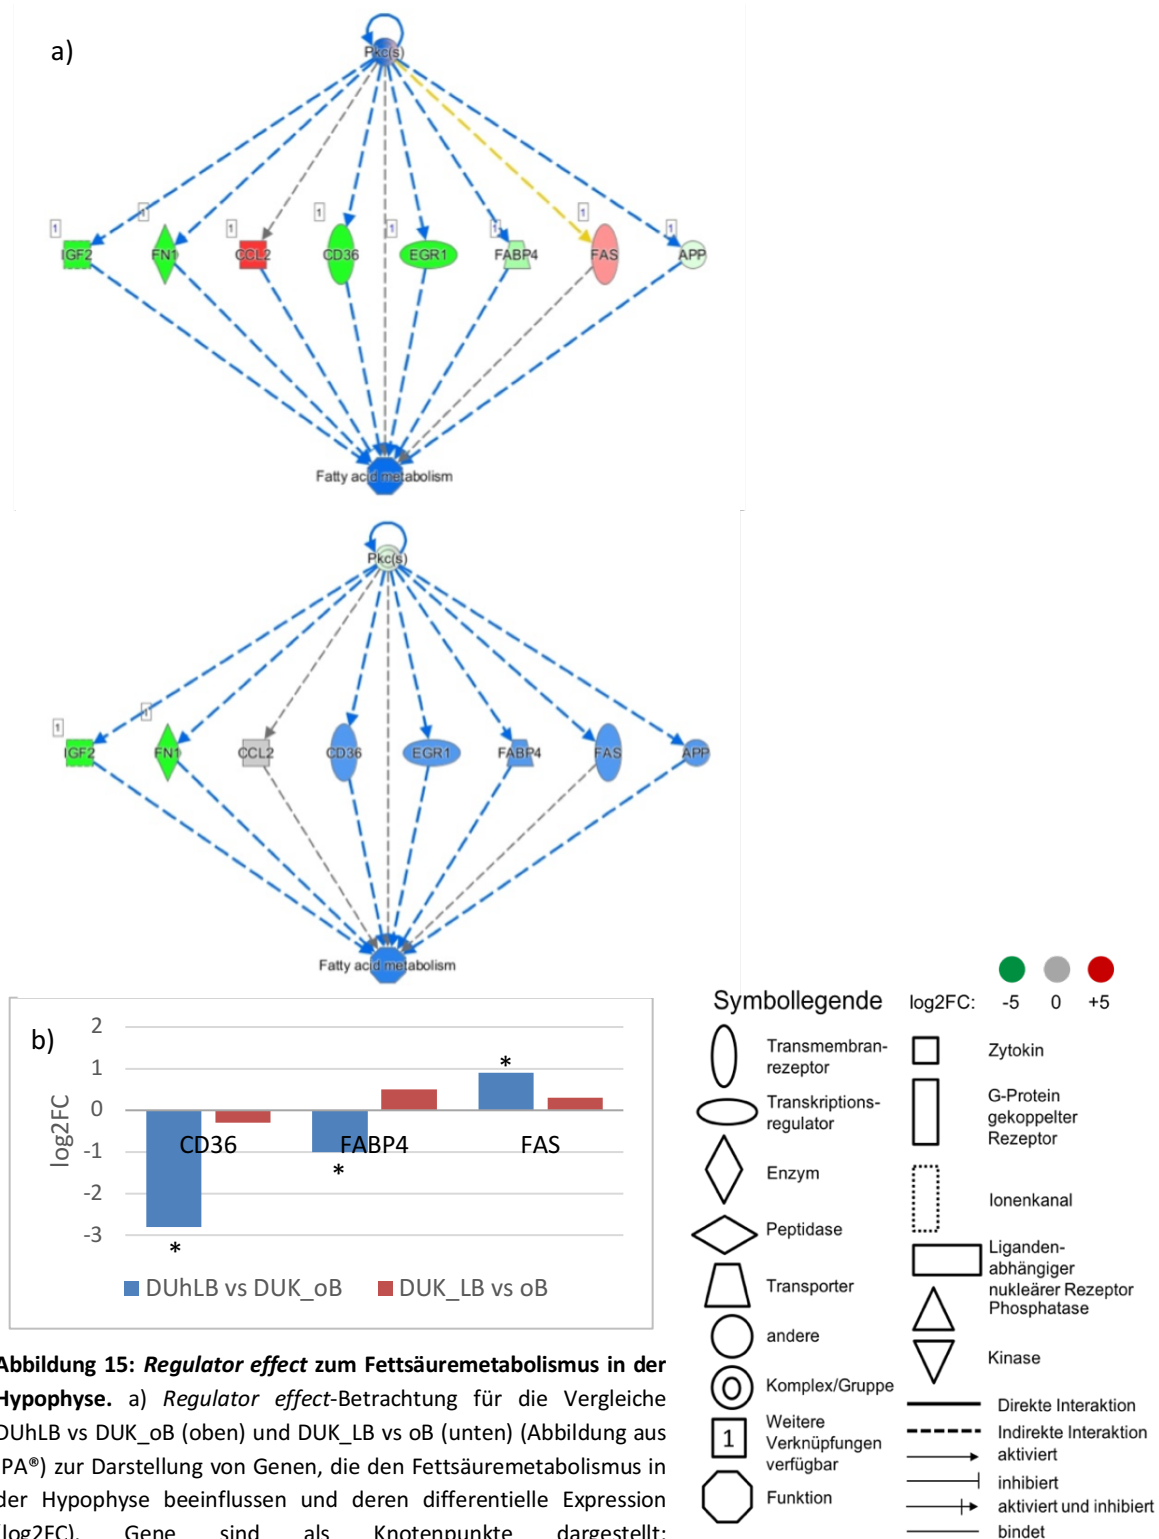 a)
Pkc(s)
1 1 1 1 1 1 1 1
IGF2 FN1 CCL2 CD36 EGR1 FABP4 FAS APP
Fatty acid metabolism
Pkc(s)
1 1
IGF2 FN1 CCL2 CD36 EGR1 FABP4 FAS APP
Fatty acid metabolism
b)
log2FC
2
1
0
-1
-2
-3
CD36 FABP4 FAS
* * *
DUhLB vs DUK_oB DUK_LB vs oB
Symbollegende
log2FC: -5 0 +5
Transmembran-
rezeptor
Transkriptions-
regulator
Enzym
Peptidase
Transporter
andere
Komplex/Gruppe
1
Weitere
Verknüpfungen
verfügbar
Funktion
Zytokin
G-Protein
gekoppelter
Rezeptor
Ionenkanal
Liganden-
abhängiger
nukleärer Rezeptor
Phosphatase
Kinase
Direkte Interaktion
Indirekte Interaktion
aktiviert
inhibiert
aktiviert und inhibiert
bindet
Abbildung 15: Regulator effect zum Fettsäuremetabolismus in der
Hypophyse. a) Regulator effect-Betrachtung für die Vergleiche
DUhLB vs DUK_oB (oben) und DUK_LB vs oB (unten) (Abbildung aus
IPA®) zur Darstellung von Genen, die den Fettsäuremetabolismus in
der Hypophyse beeinflussen und deren differentielle Expression
(log2FC). Gene sind als Knotenpunkte dargestellt;